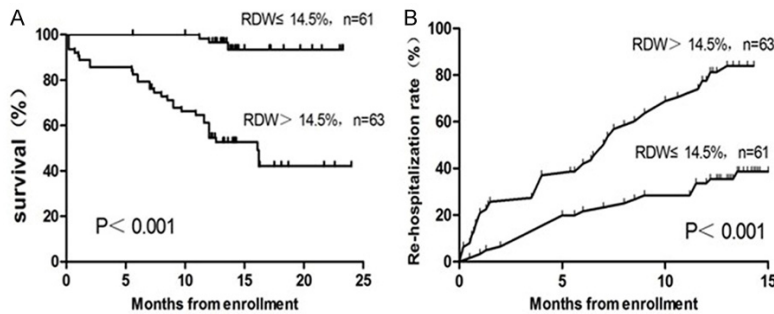 A
survival (%)
100
80
60
40
20
0
RDW≤ 14.5%, n=61
RDW> 14.5%, n=63
P< 0.001
0 5 10 15 20 25
Months from enrollment
B
Re-hospitalization rate (%)
100
80
60
40
20
0
RDW> 14.5%, n=63
RDW≤ 14.5%, n=61
P< 0.001
0 5 10 15
Months from enrollment